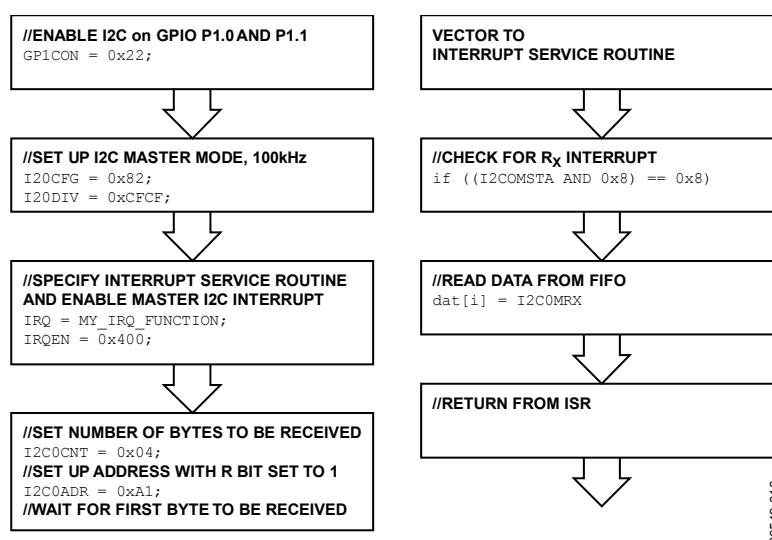 //ENABLE I2C on GPIO P1.0 AND P1.1
GP1CON = 0x22;
//SET UP I2C MASTER MODE, 100kHz
I20CFG = 0x82;
I20DIV = 0xCFCF;
//SPECIFY INTERRUPT SERVICE ROUTINE
AND ENABLE MASTER I2C INTERRUPT
IRQ = MY_IRQ_FUNCTION;
IRQEN = 0x400;
//SET NUMBER OF BYTES TO BE RECEIVED
I2C0CNT = 0x04;
//SET UP ADDRESS WITH R BIT SET TO 1
I2C0ADR = 0xA1;
//WAIT FOR FIRST BYTE TO BE RECEIVED
VECTOR TO
INTERRUPT SERVICE ROUTINE
//CHECK FOR RX INTERRUPT
if ((I2COMSTA AND 0x8) == 0x8)
//READ DATA FROM FIFO
dat[i] = I2C0MRX
//RETURN FROM ISR